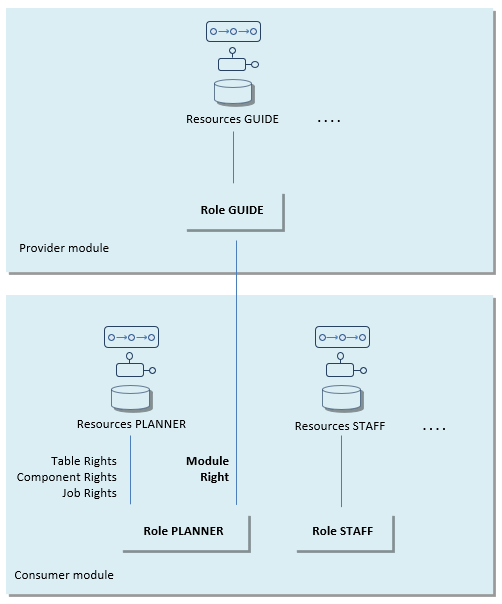 Resources GUIDE
....
Role GUIDE
Provider module
Resources PLANNER
Resources STAFF
....
Table Rights
Component Rights
Job Rights
Module
Right
Role PLANNER
Role STAFF
Consumer module